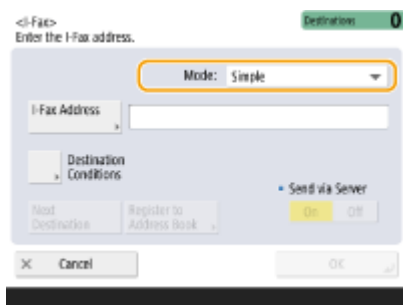 <I-Fax>
Destinations 0
Enter the I-Fax address.
Mode: Simple
I-Fax Address
Destination
Conditions
Send via Server
Next
Destination
Register to
Address Book
On Off
Cancel
OK